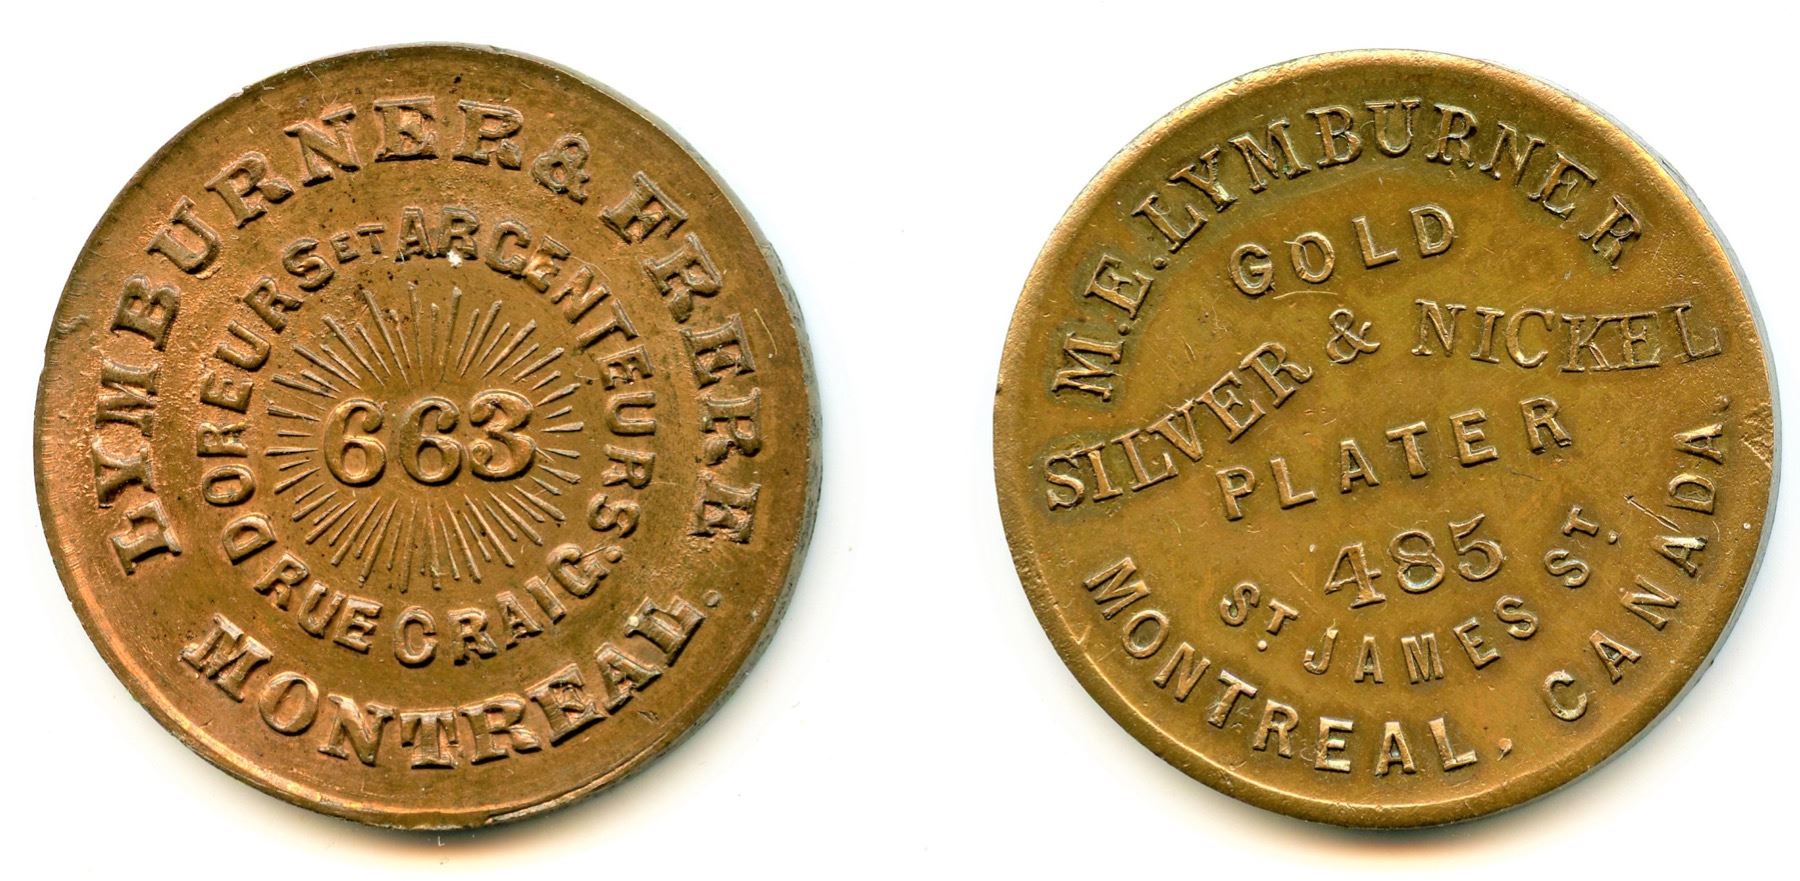 LYMBURNER & FRERE
DOREURS ET ARGENTEURS.
663
RUE CRAIG.
MONTREAL.
M.E. LYMBURNER
GOLD
SILVER & NICKEL
PLATER
485
ST. JAMES ST.
MONTREAL, CANADA.